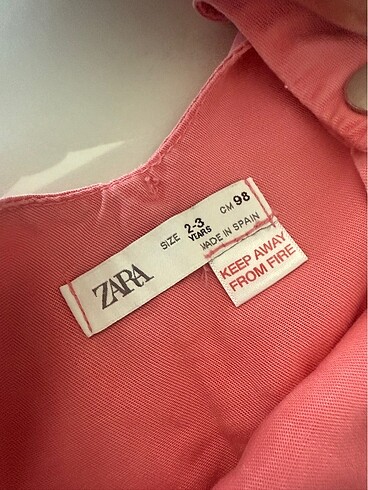 ZARA
SIZE 2-3 YEARS CM 98
MADE IN SPAIN
KEEP AWAY
FROM FIRE